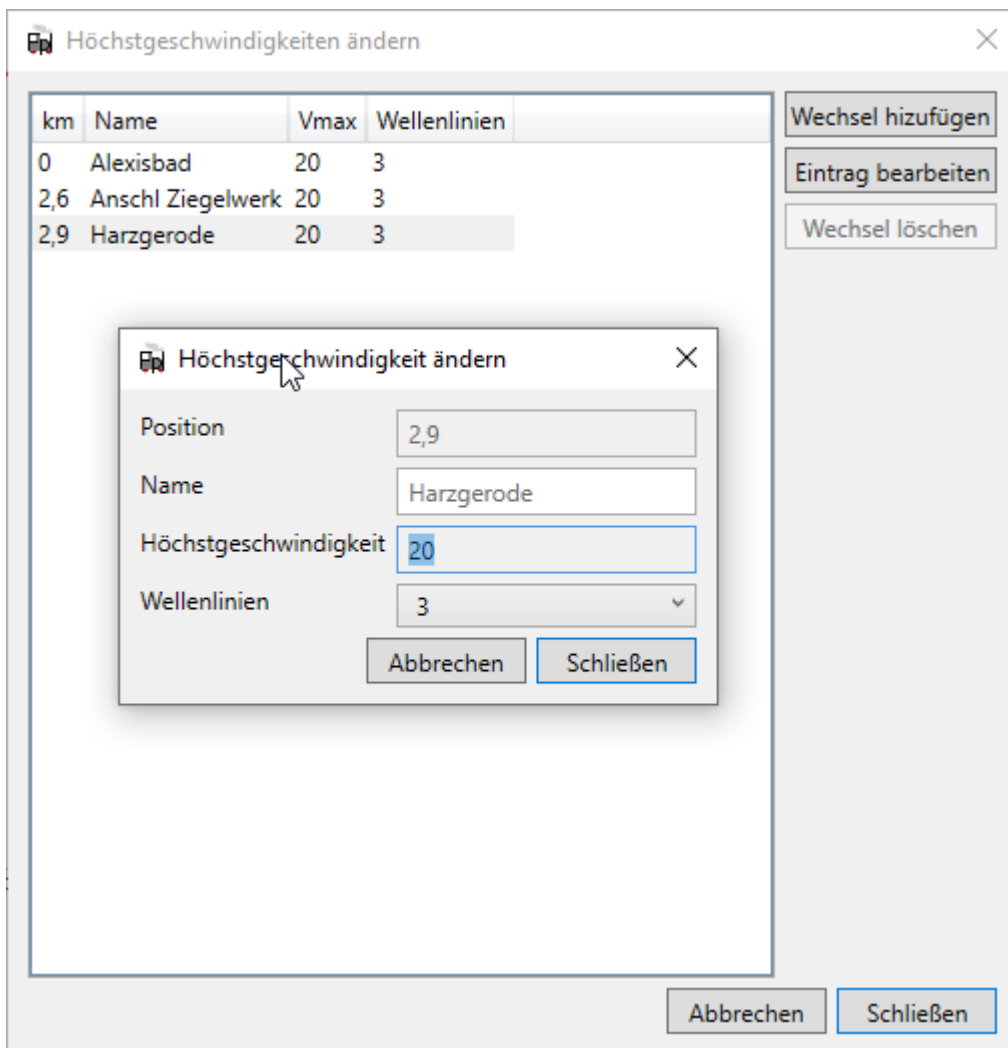 Höchstgeschwindigkeiten ändern
km Name Vmax Wellenlinien
0 Alexisbad 20 3
2,6 Anschl Ziegelwerk 20 3
2,9 Harzgerode 20 3
Wechsel hizufügen
Eintrag bearbeiten
Wechsel löschen
Höchstgeschwindigkeit ändern
Position 2,9
Name Harzgerode
Höchstgeschwindigkeit 20
Wellenlinien 3
Abbrechen Schließen
Abbrechen Schließen